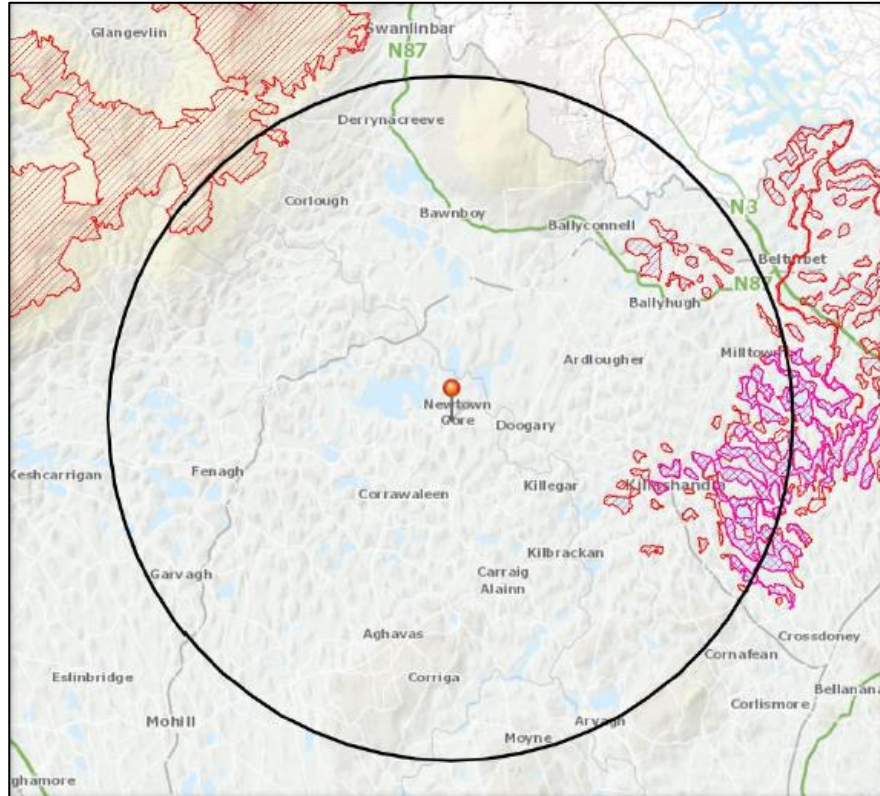 Glangevlin
Swanlinbar
N87
Derrynacreeve
Corlough
Bawnboy
Ballyconnell
N3
Belturbet
N87
Ballyhugh
Milltown
Ardlougher
Newtown
Gore
Doogary
Keshcarrigan
Fenagh
Corrawaleen
Killegar
Killeshandra
Kilbrackan
Garvagh
Carraig
Alainn
Aghavas
Crossdoney
Cornafean
Eslinbridge
Corriga
Bellanana
Corlismore
Mohill
Arvagh
Moyne
ghamore